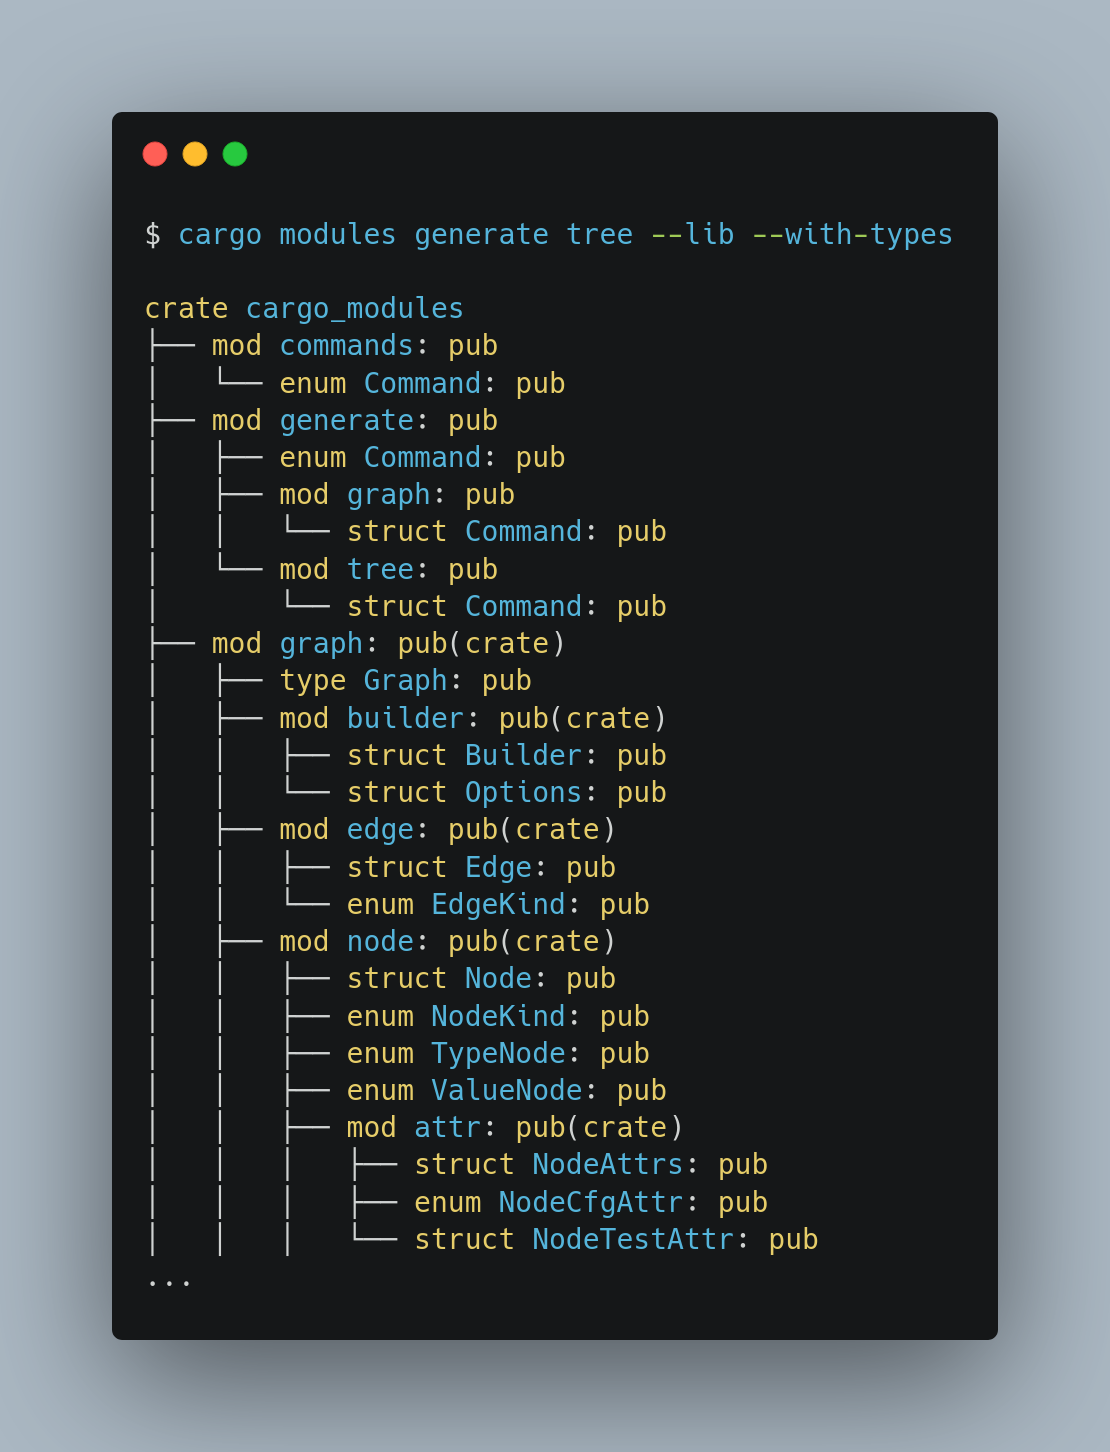 $ cargo modules generate tree --lib --with-types

crate cargo_modules
├── mod commands: pub
│   └── enum Command: pub
├── mod generate: pub
│   ├── enum Command: pub
│   ├── mod graph: pub
│   │   └── struct Command: pub
│   └── mod tree: pub
│       └── struct Command: pub
├── mod graph: pub(crate)
│   ├── type Graph: pub
│   ├── mod builder: pub(crate)
│   │   ├── struct Builder: pub
│   │   └── struct Options: pub
│   ├── mod edge: pub(crate)
│   │   ├── struct Edge: pub
│   │   └── enum EdgeKind: pub
│   ├── mod node: pub(crate)
│   │   ├── struct Node: pub
│   │   ├── enum NodeKind: pub
│   │   ├── enum TypeNode: pub
│   │   ├── enum ValueNode: pub
│   │   ├── mod attr: pub(crate)
│   │   │   ├── struct NodeAttrs: pub
│   │   │   ├── enum NodeCfgAttr: pub
│   │   │   └── struct NodeTestAttr: pub
...